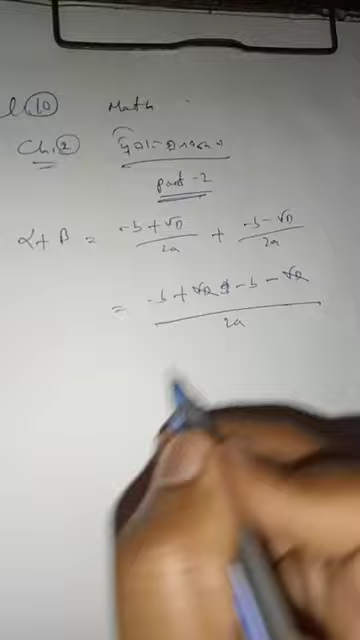 Cl. 10 Math
Ch. 2
Part - 2
α + β = -b + √D / 2a + -b - √D / 2a
= -b + √D - b - √D / 2a